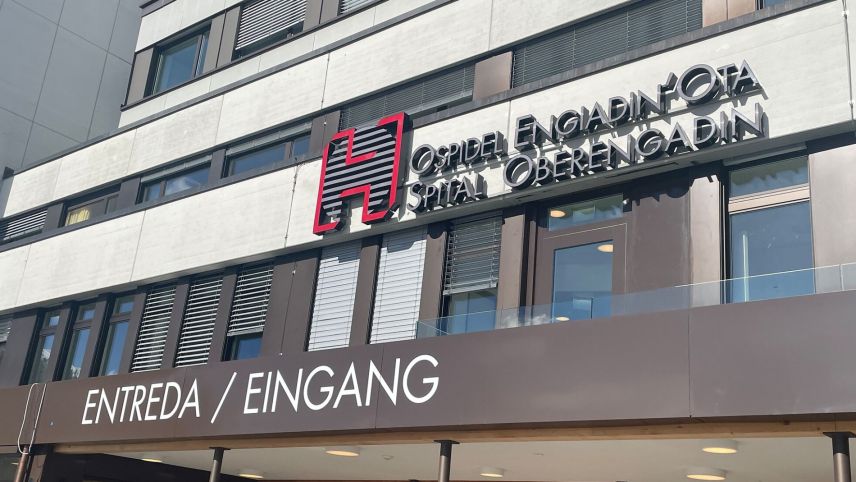 OSPIDEL ENGIADIN'OTA
SPITAL OBERENGADIN
ENTREDA / EINGANG